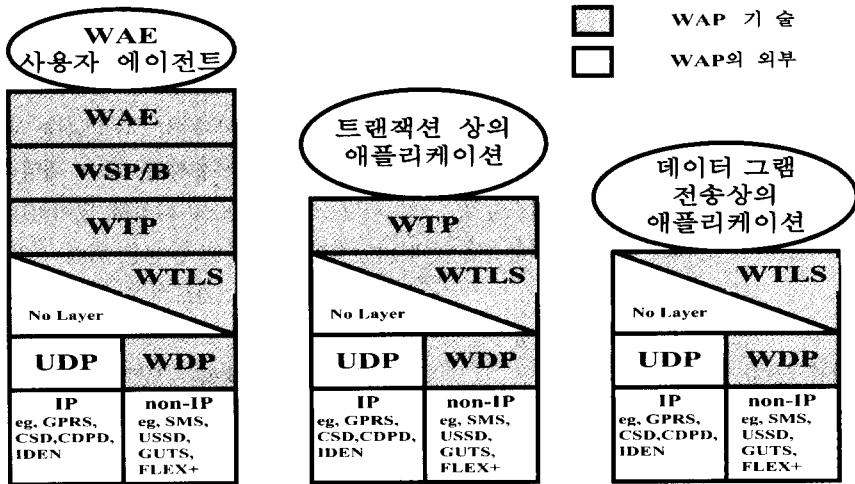 WAP 기 술
WAP의 외부
WAE
사용자 에이전트
WAE
WSP/B
WTP
WTLS
No Layer
UDP
WDP
IP
eg, GPRS,
CSD,CDPD,
IDEN
non-IP
eg, SMS,
USSD,
GUTS,
FLEX+
트랜잭션 상의
애플리케이션
WTP
WTLS
No Layer
UDP
WDP
IP
eg, GPRS,
CSD,CDPD,
IDEN
non-IP
eg, SMS,
USSD,
GUTS,
FLEX+
데이터 그램
전송상의
애플리케이션
WTLS
No Layer
UDP
WDP
IP
eg, GPRS,
CSD,CDPD,
IDEN
non-IP
eg, SMS,
USSD,
GUTS,
FLEX+